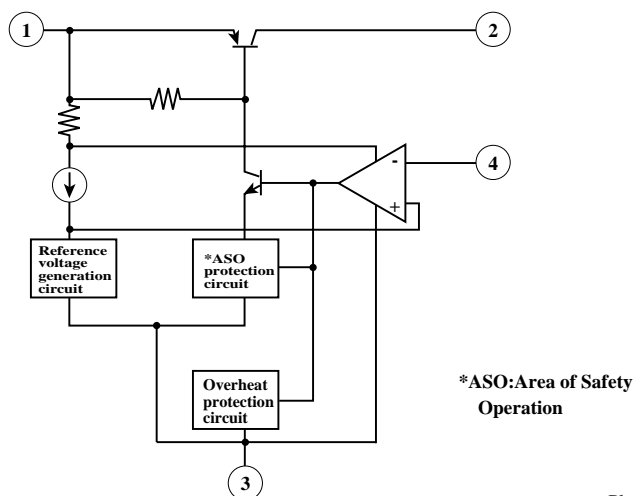 1
2
-
4
+
Reference
voltage
generation
circuit
*ASO
protection
circuit
Overheat
protection
circuit
*ASO:Area of Safety
Operation
3